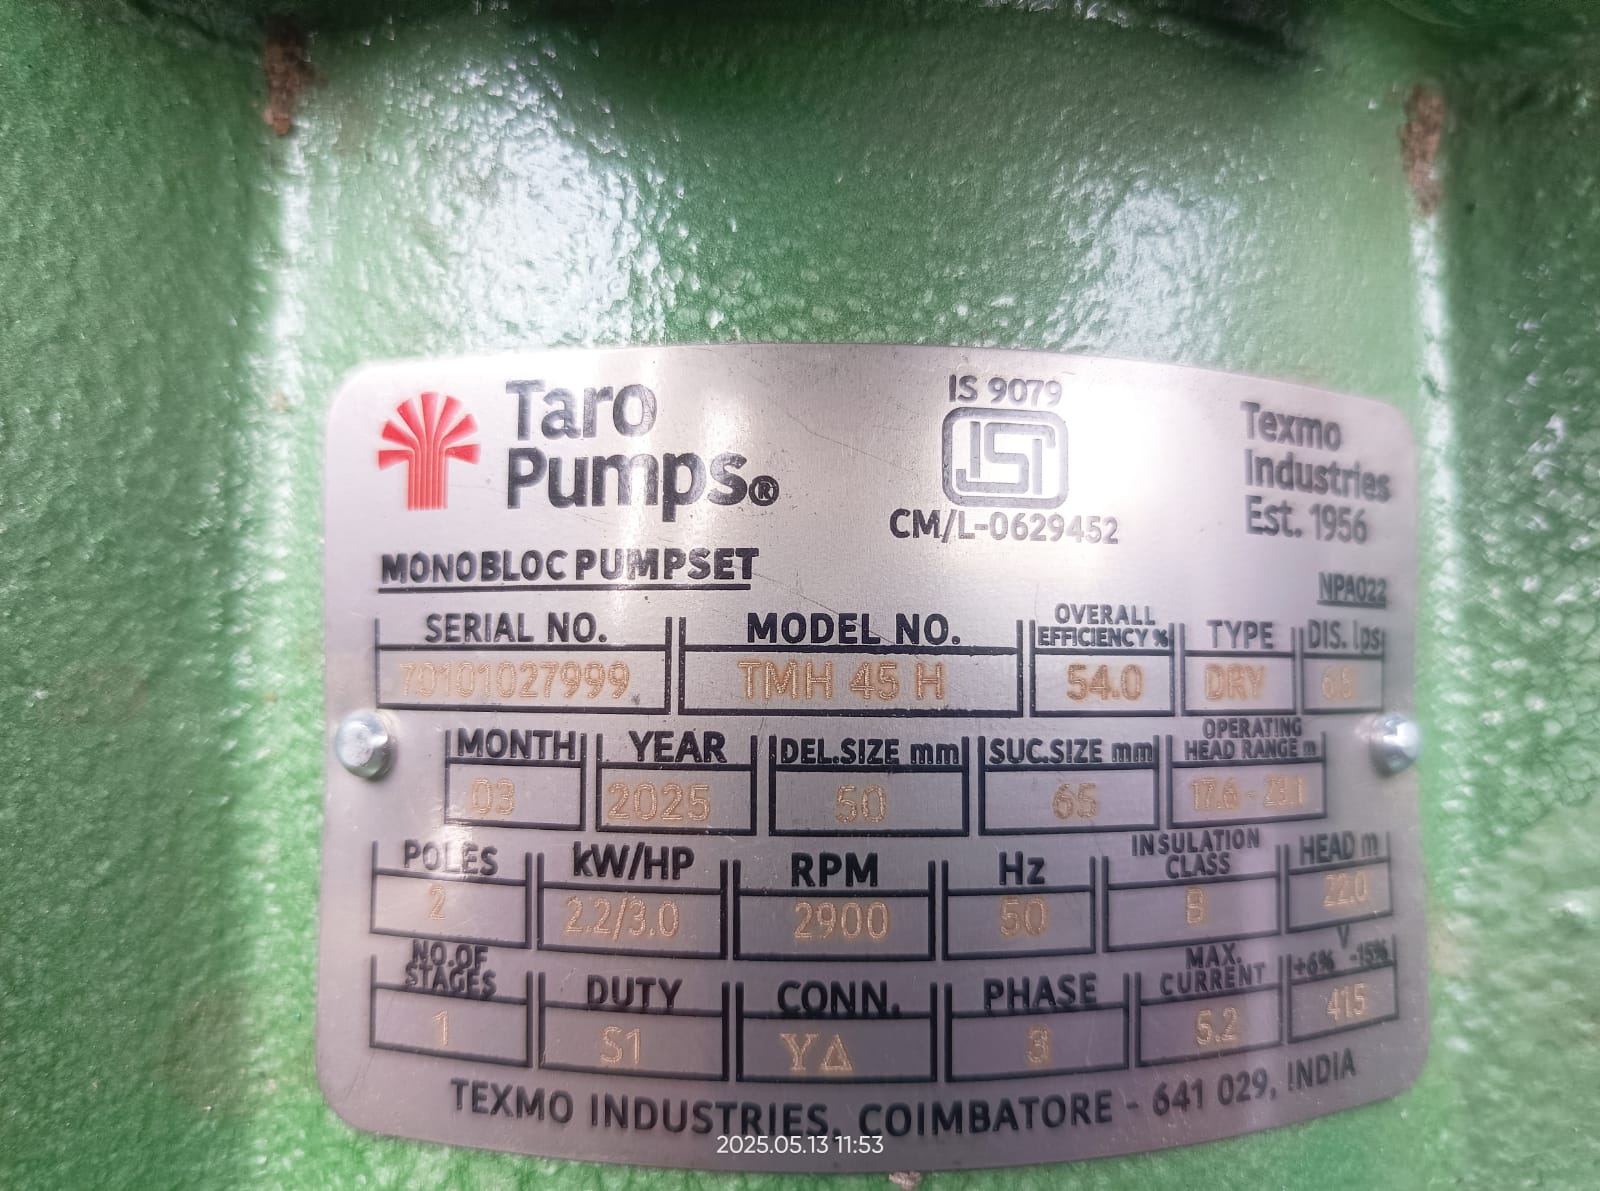 Taro
Pumps®
IS 9079
ISI
CM/L-0629452
Texmo
Industries
Est. 1956
MONOBLOC PUMPSET
NPA022
SERIAL NO. MODEL NO. OVERALL EFFICIENCY % TYPE DIS. lps
70101027999 TMH 45 H 54.0 DRY
MONTH YEAR DEL.SIZE mm SUC.SIZE mm OPERATING HEAD RANGE m
03 2025 50 65 17.6 - 23.1
POLES kW/HP RPM Hz INSULATION CLASS HEAD m
2 2.2/3.0 2900 50 B 22.0
NO.OF STAGES DUTY CONN. PHASE MAX. CURRENT V +6% -15%
1 S1 YΔ 3 5.2 415
TEXMO INDUSTRIES, COIMBATORE - 641 029, INDIA
2025.05.13 11:53